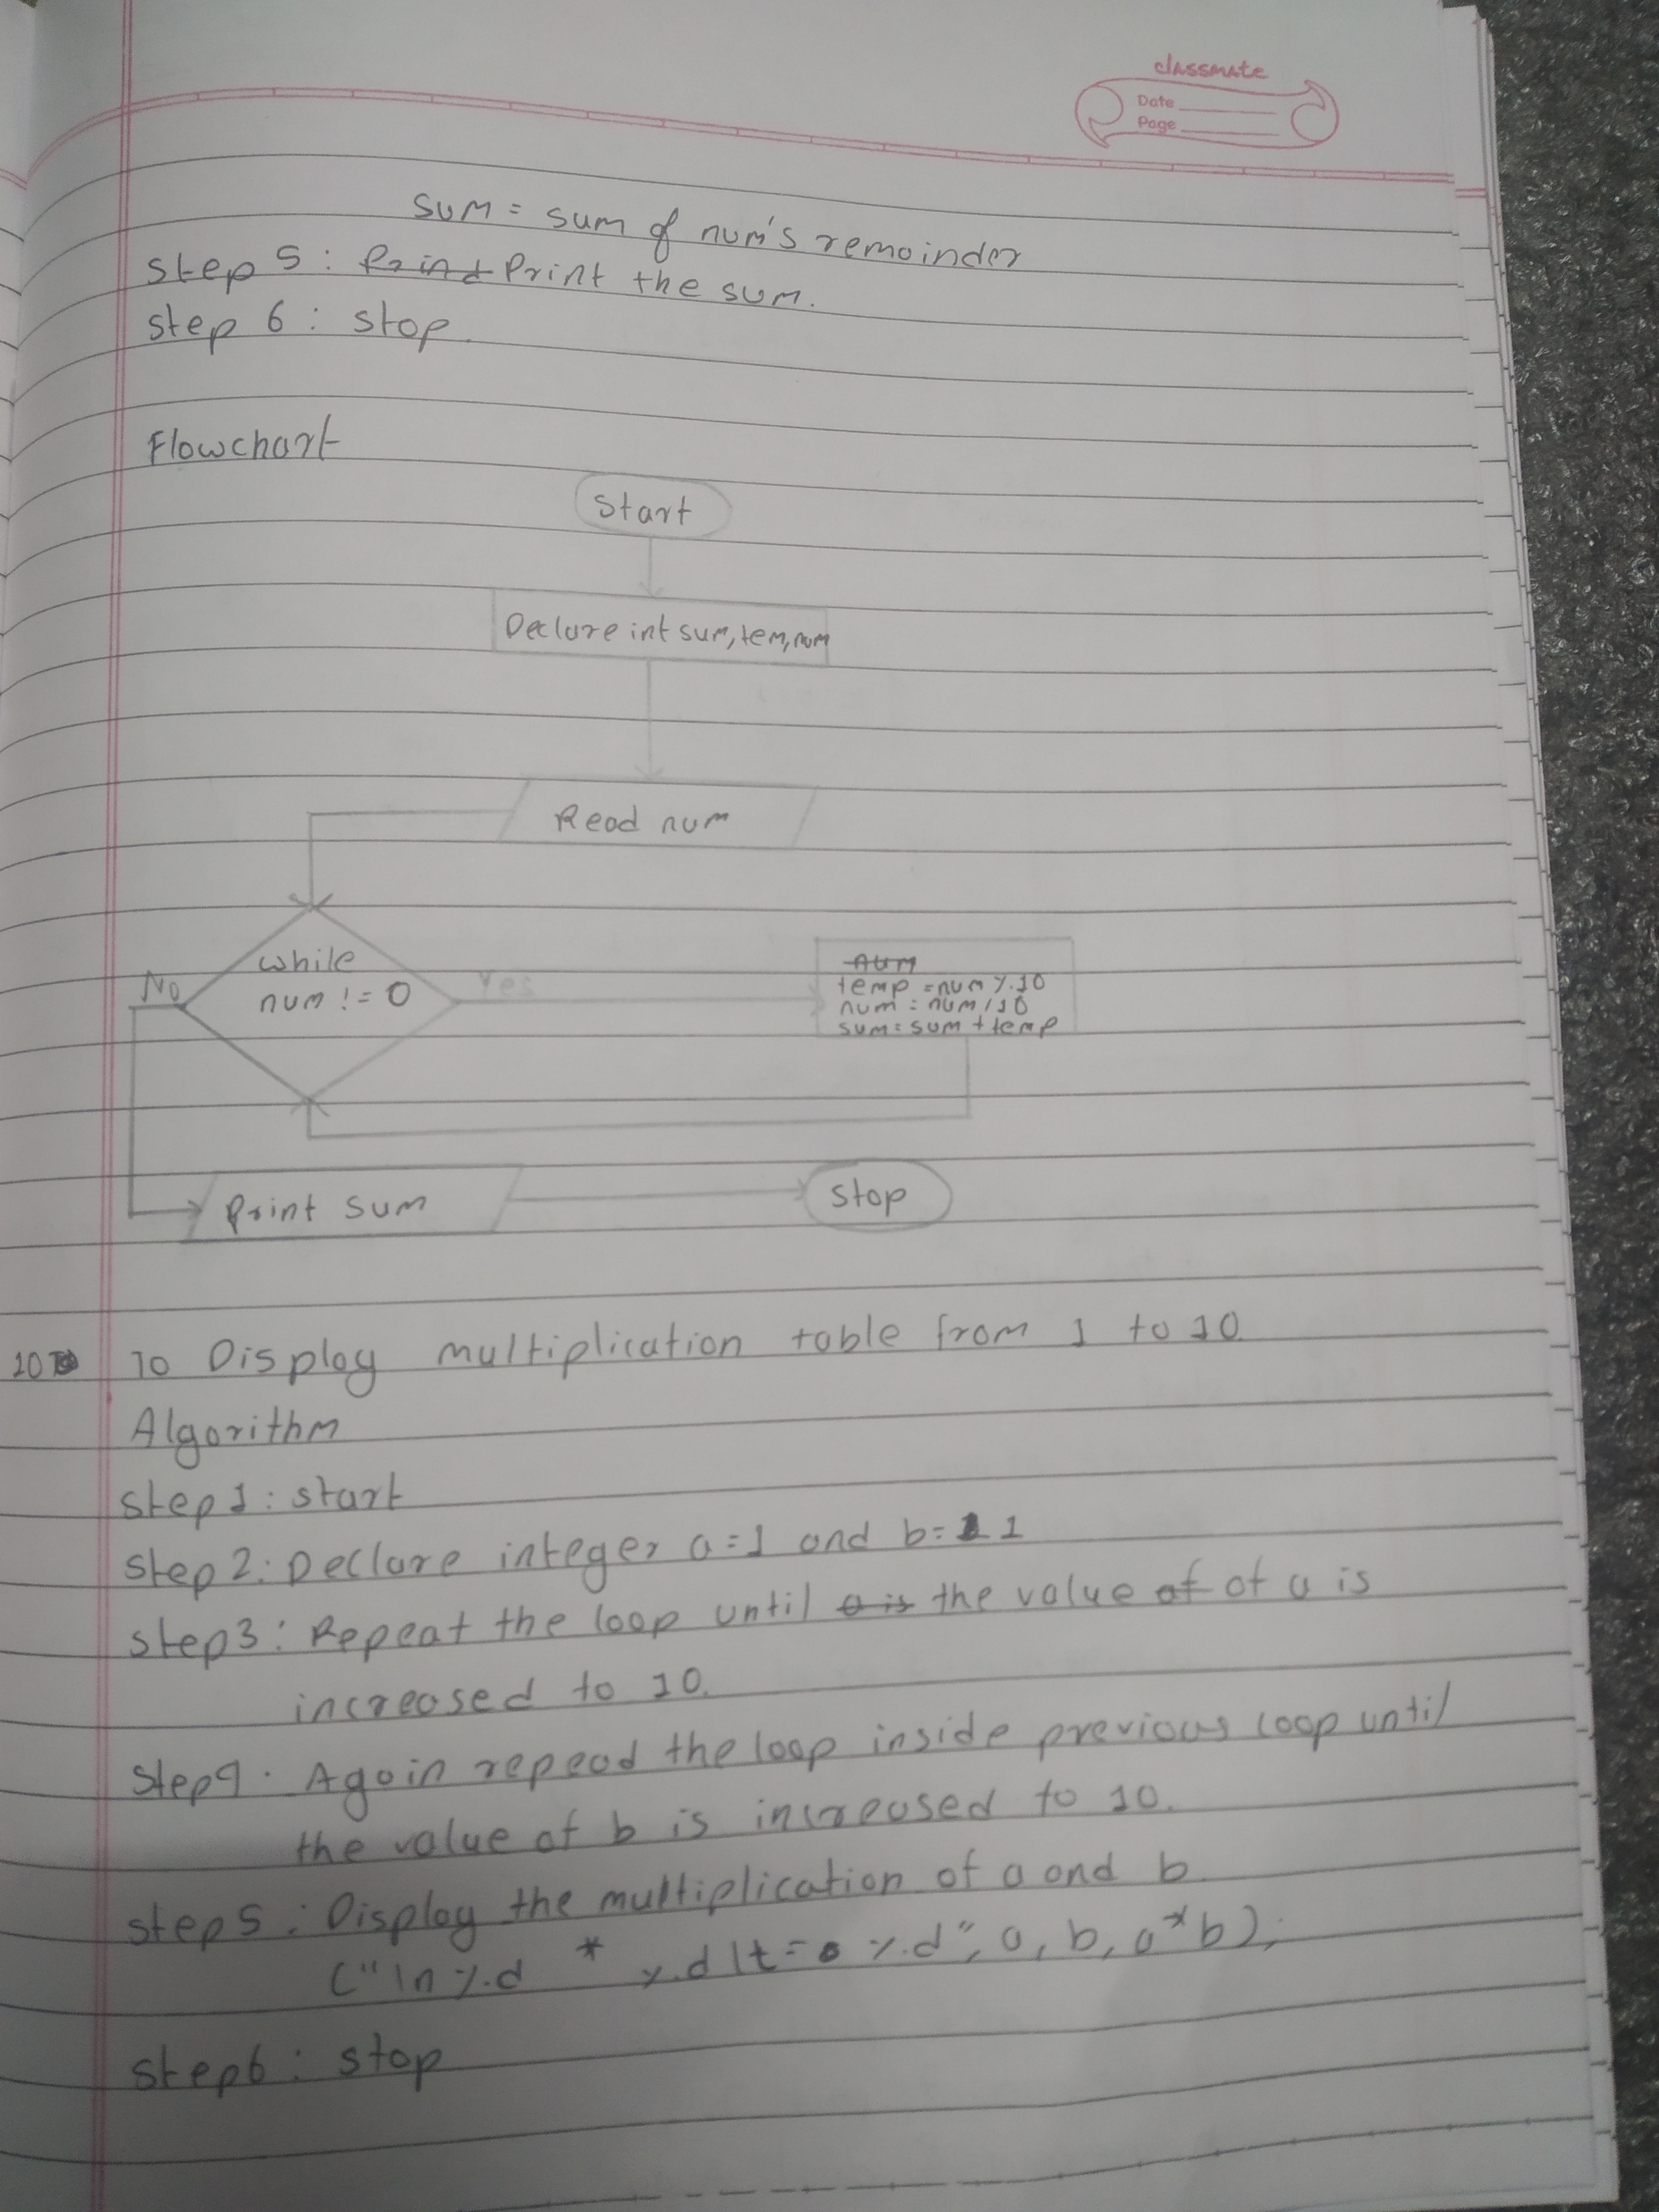 classmate
Date
Page
sum = sum of num's remainder
step 5 : Print Print the sum.
step 6 : stop
Flowchart
Start
Declare int sum, tem, num
Read num
while
num != 0
No
Yes
num
temp = num % 10
num = num / 10
sum = sum + temp
Print sum
stop
10 To Display multiplication table from 1 to 10
Algorithm
step 1 : start
step 2 : Declare integer a=1 and b=1
step 3 : Repeat the loop until a is the value of of a is
increased to 10.
step 4 . Again repead the loop inside previous loop until
the value of b is increased to 10.
step 5 : Display the multiplication of a and b
("\n %d * %d \t = %d", a, b, a*b);
step 6 : stop